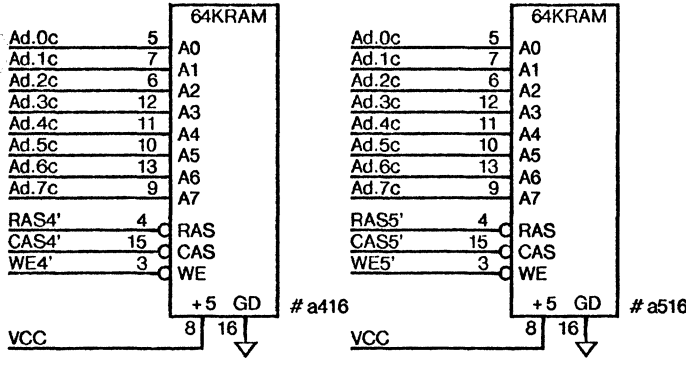 64KRAM 64KRAM
Ad.0c 5 A0 Ad.0c 5 A0
Ad.1c 7 A1 Ad.1c 7 A1
Ad.2c 6 A2 Ad.2c 6 A2
Ad.3c 12 A3 Ad.3c 12 A3
Ad.4c 11 A4 Ad.4c 11 A4
Ad.5c 10 A5 Ad.5c 10 A5
Ad.6c 13 A6 Ad.6c 13 A6
Ad.7c 9 A7 Ad.7c 9 A7
RAS4' 4 RAS RAS5' 4 RAS
CAS4' 15 CAS CAS5' 15 CAS
WE4' 3 WE WE5' 3 WE
+5 GD # a416 +5 GD # a516
VCC 8 16 VCC 8 16